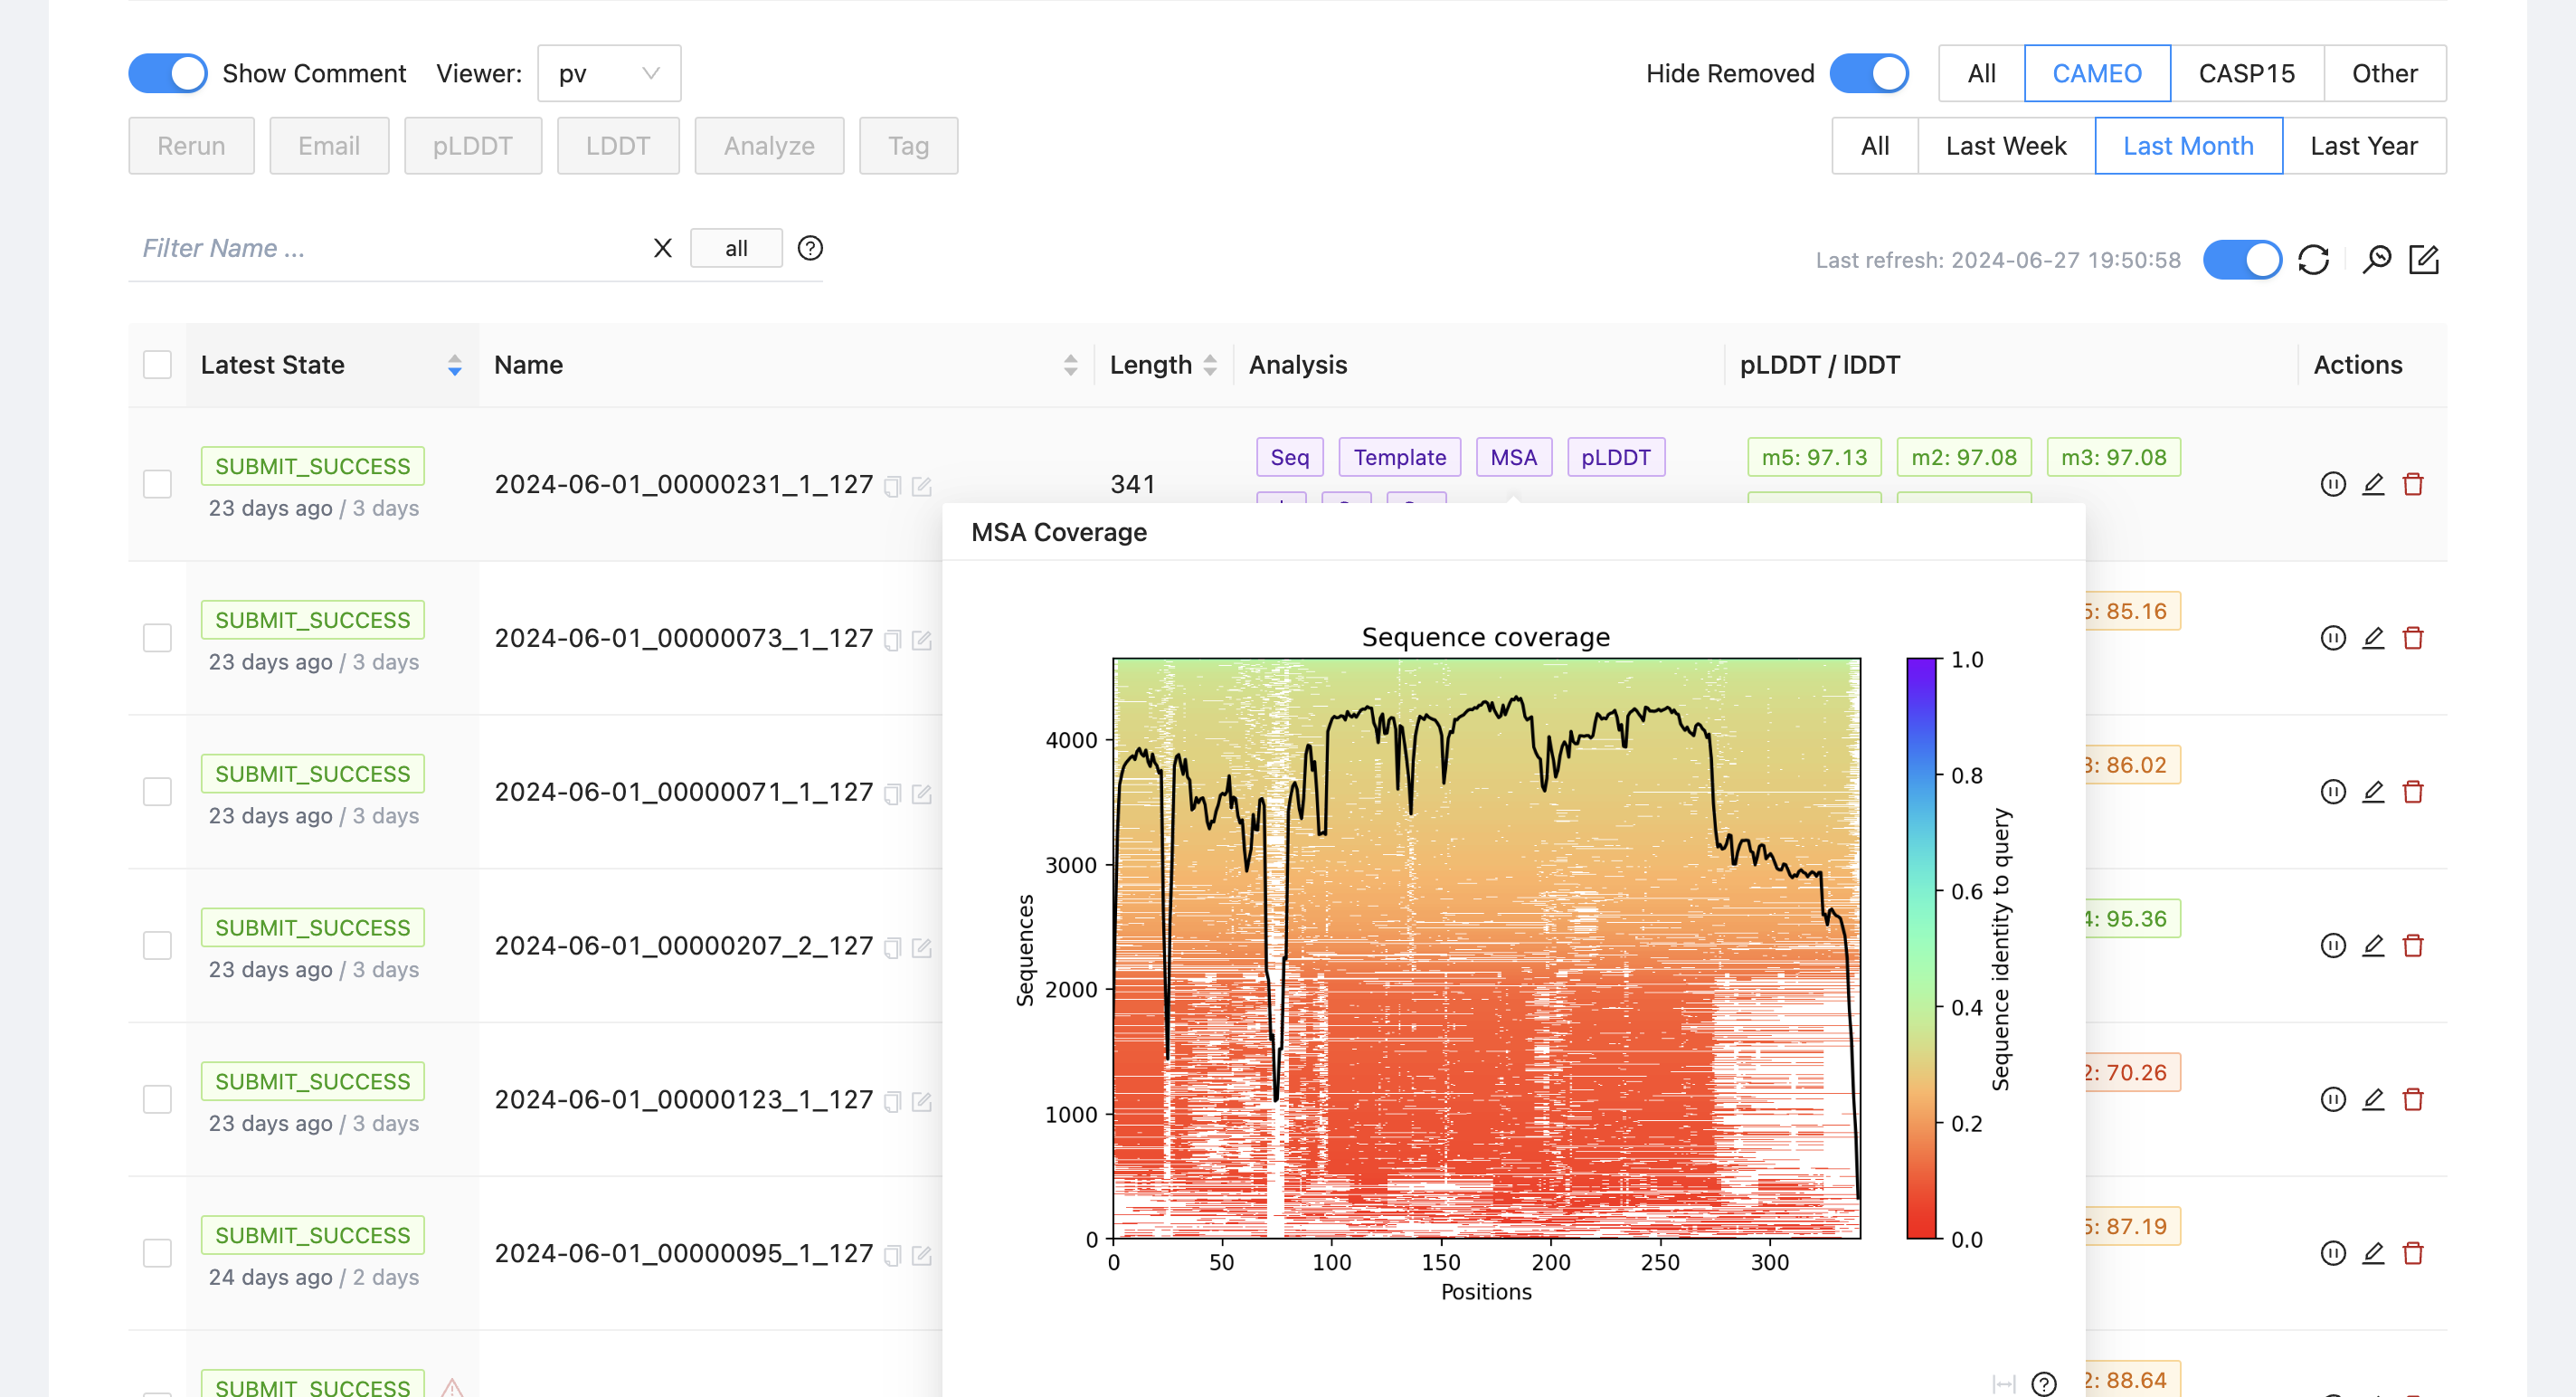 Show Comment Viewer: pv Hide Removed All CAMEO CASP15 Other
Rerun Email pLDDT LDDT Analyze Tag All Last Week Last Month Last Year
Filter Name ... X all ? Last refresh: 2024-06-27 19:50:58
Latest State Name Length Analysis pLDDT / lDDT Actions
SUBMIT_SUCCESS
23 days ago / 3 days
2024-06-01_00000231_1_127
341
Seq Template MSA pLDDT
m5: 97.13 m2: 97.08 m3: 97.08
SUBMIT_SUCCESS
23 days ago / 3 days
2024-06-01_00000073_1_127
5: 85.16
SUBMIT_SUCCESS
23 days ago / 3 days
2024-06-01_00000071_1_127
3: 86.02
SUBMIT_SUCCESS
23 days ago / 3 days
2024-06-01_00000207_2_127
4: 95.36
SUBMIT_SUCCESS
23 days ago / 3 days
2024-06-01_00000123_1_127
2: 70.26
SUBMIT_SUCCESS
24 days ago / 2 days
2024-06-01_00000095_1_127
5: 87.19
SUBMIT_SUCCESS
2: 88.64
MSA Coverage
Sequence coverage
Sequences
4000
3000
2000
1000
0
0 50 100 150 200 250 300
Positions
1.0
0.8
0.6
0.4
0.2
0.0
Sequence identity to query
?